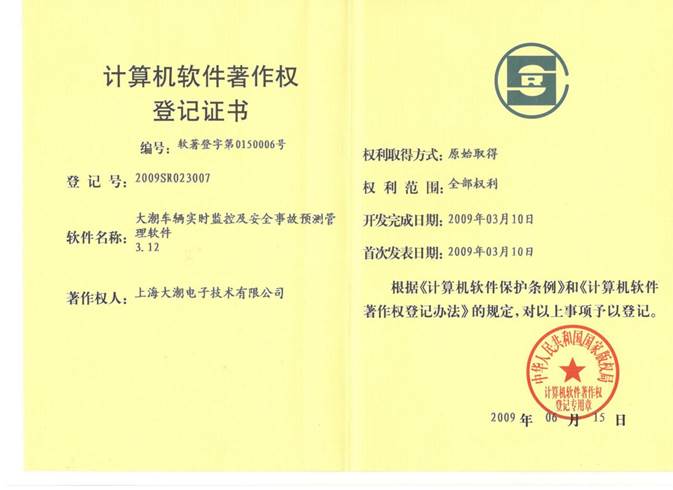 计算机软件著作权
登记证书
编号：软著登字第0150006号
登 记 号：2009SR023007
软件名称：大潮车辆实时监控及安全事故预测管
理软件
3.12
著作权人：上海大潮电子技术有限公司
R
权利取得方式：原始取得
权 利 范 围：全部权利
开发完成日期：2009年03月10日
首次发表日期：2009年03月10日
根据《计算机软件保护条例》和《计算机软件
著作权登记办法》的规定，对以上事项予以登记。
中华人民共和国国家版权局
计算机软件著作权
登记专用章
2009 年 06 月 15 日